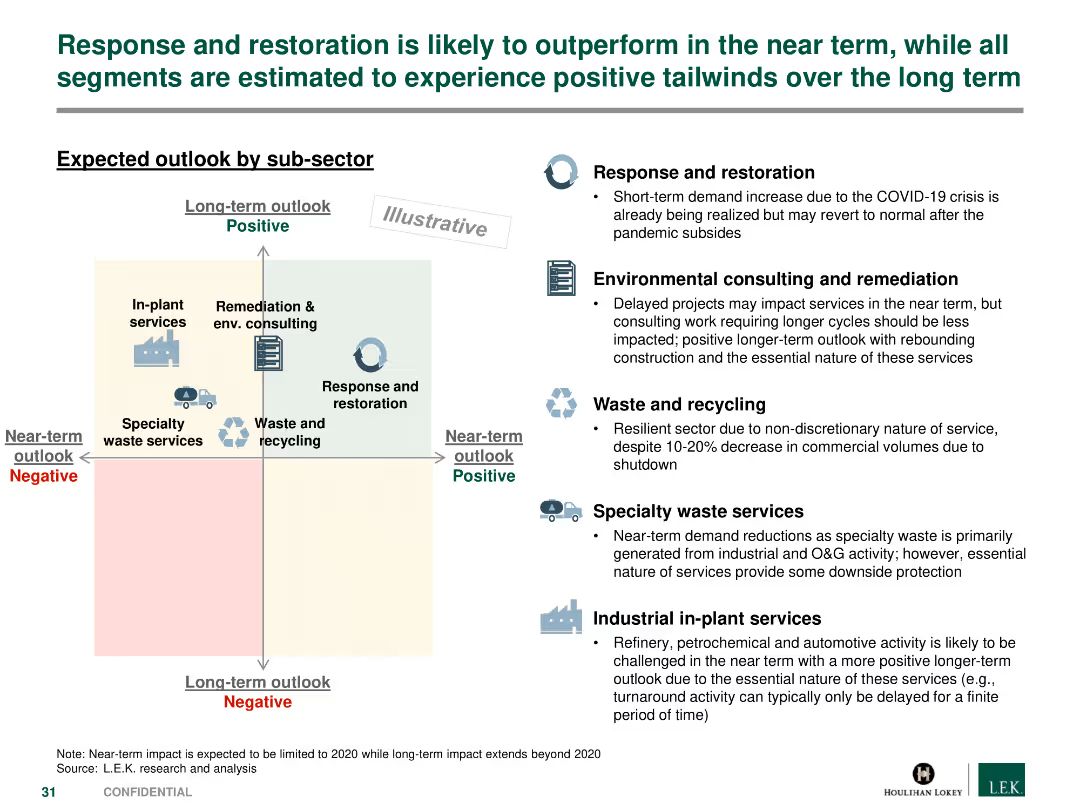 Response and restoration is likely to outperform in the near term, while all
segments are estimated to experience positive tailwinds over the long term
Expected outlook by sub-sector
Long-term outlook
Positive
Illustrative
In-plant
services
Remediation &
env. consulting
Response and
restoration
Specialty
waste services
Waste and
recycling
Near-term
outlook
Negative
Near-term
outlook
Positive
Long-term outlook
Negative
Response and restoration
• Short-term demand increase due to the COVID-19 crisis is
already being realized but may revert to normal after the
pandemic subsides
Environmental consulting and remediation
• Delayed projects may impact services in the near term, but
consulting work requiring longer cycles should be less
impacted; positive longer-term outlook with rebounding
construction and the essential nature of these services
Waste and recycling
• Resilient sector due to non-discretionary nature of service,
despite 10-20% decrease in commercial volumes due to
shutdown
Specialty waste services
• Near-term demand reductions as specialty waste is primarily
generated from industrial and O&G activity; however, essential
nature of services provide some downside protection
Industrial in-plant services
• Refinery, petrochemical and automotive activity is likely to be
challenged in the near term with a more positive longer-term
outlook due to the essential nature of these services (e.g.,
turnaround activity can typically only be delayed for a finite
period of time)
Note: Near-term impact is expected to be limited to 2020 while long-term impact extends beyond 2020
Source: L.E.K. research and analysis
31 CONFIDENTIAL
HOULIHAN LOKEY
L.E.K.